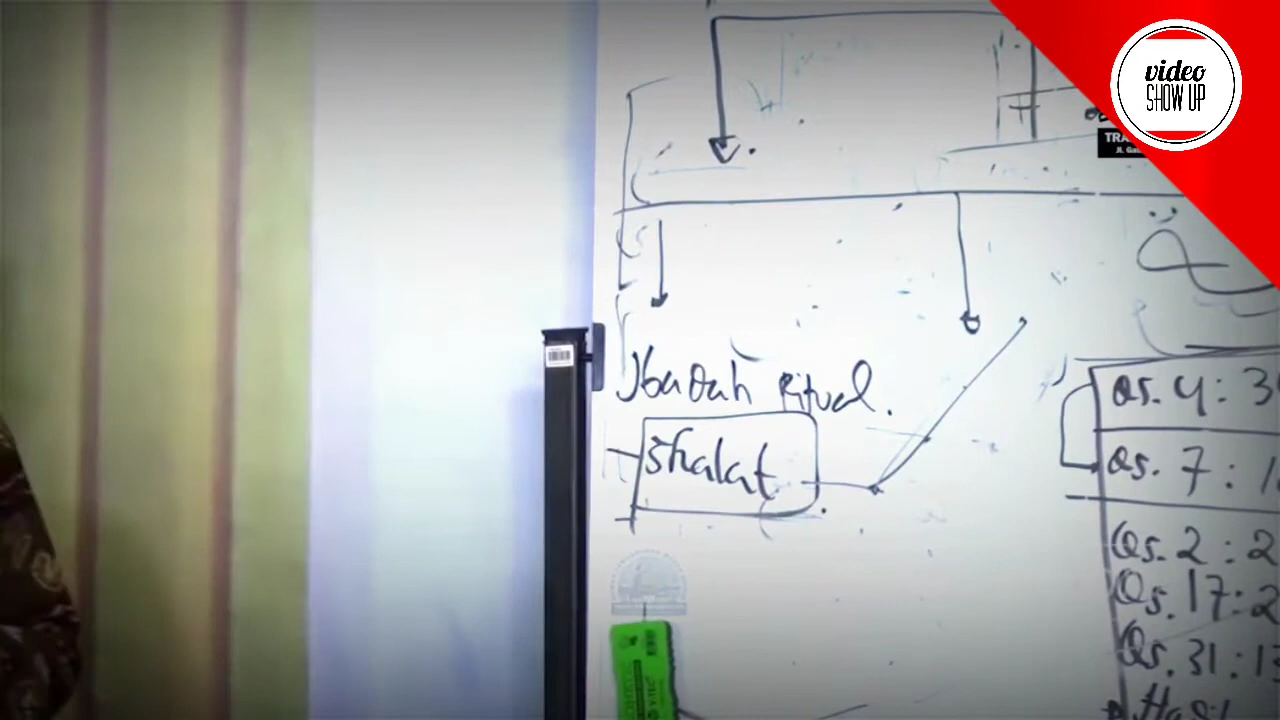 video
SHOW UP
TRA
Ibadah Ritual.
Shalat
Qs. 4: 3
Qs. 7: 1
Qs. 2: 2
Qs. 17: 2
Qs. 31: 13